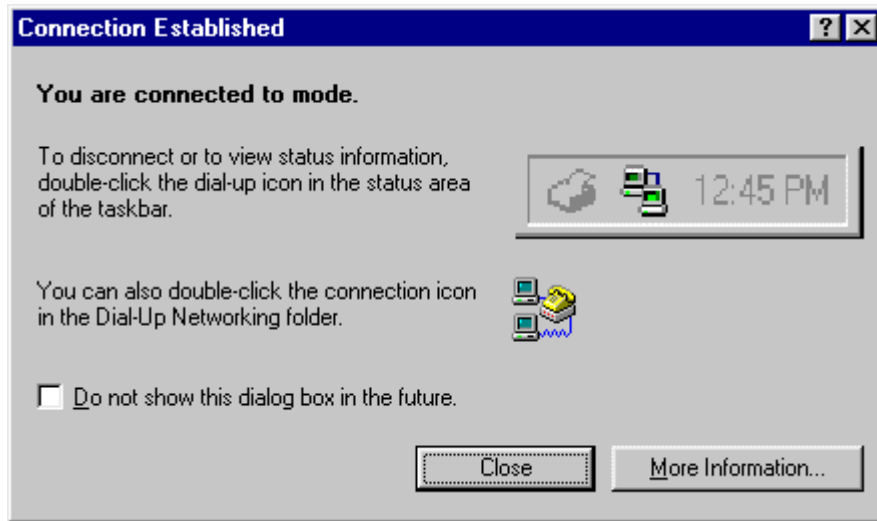 Connection Established
You are connected to mode.
To disconnect or to view status information,
double-click the dial-up icon in the status area
of the taskbar.
12:45 PM
You can also double-click the connection icon
in the Dial-Up Networking folder.
Do not show this dialog box in the future.
Close
More Information...